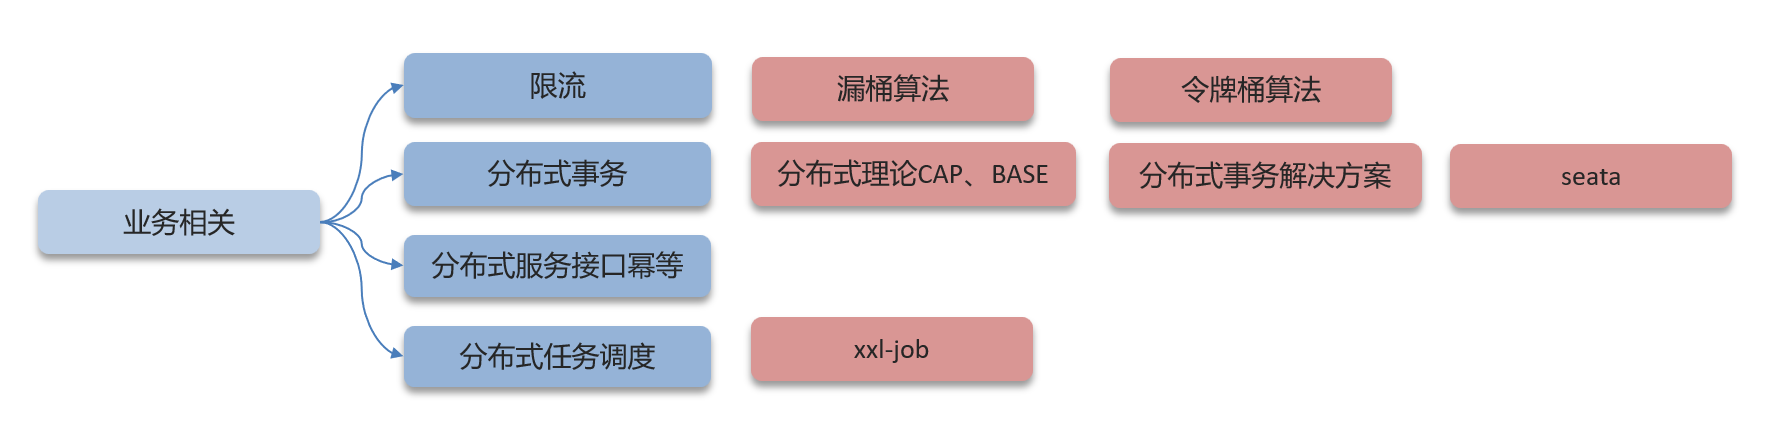 业务相关
限流
漏桶算法
令牌桶算法
分布式事务
分布式理论CAP、BASE
分布式事务解决方案
seata
分布式服务接口幂等
分布式任务调度
xxl-job